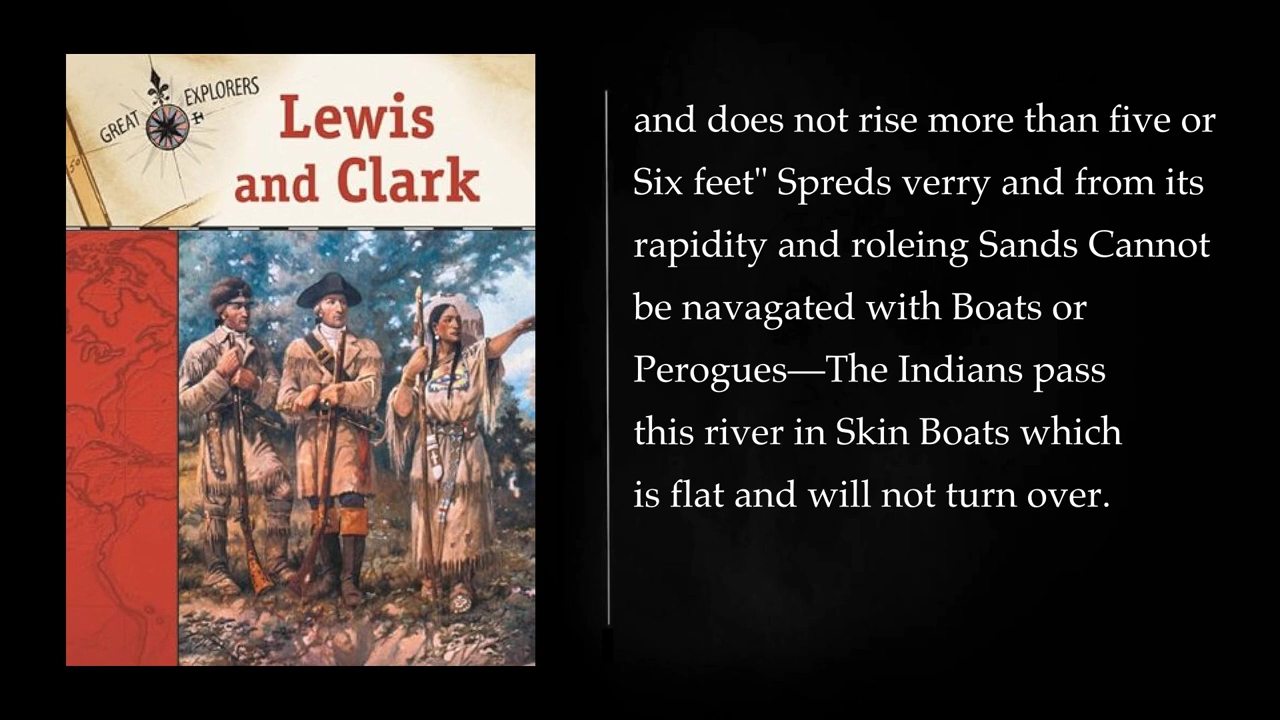 GREAT EXPLORERS
Lewis
and Clark
and does not rise more than five or
Six feet" Spreds verry and from its
rapidity and roleing Sands Cannot
be navagated with Boats or
Perogues—The Indians pass
this river in Skin Boats which
is flat and will not turn over.